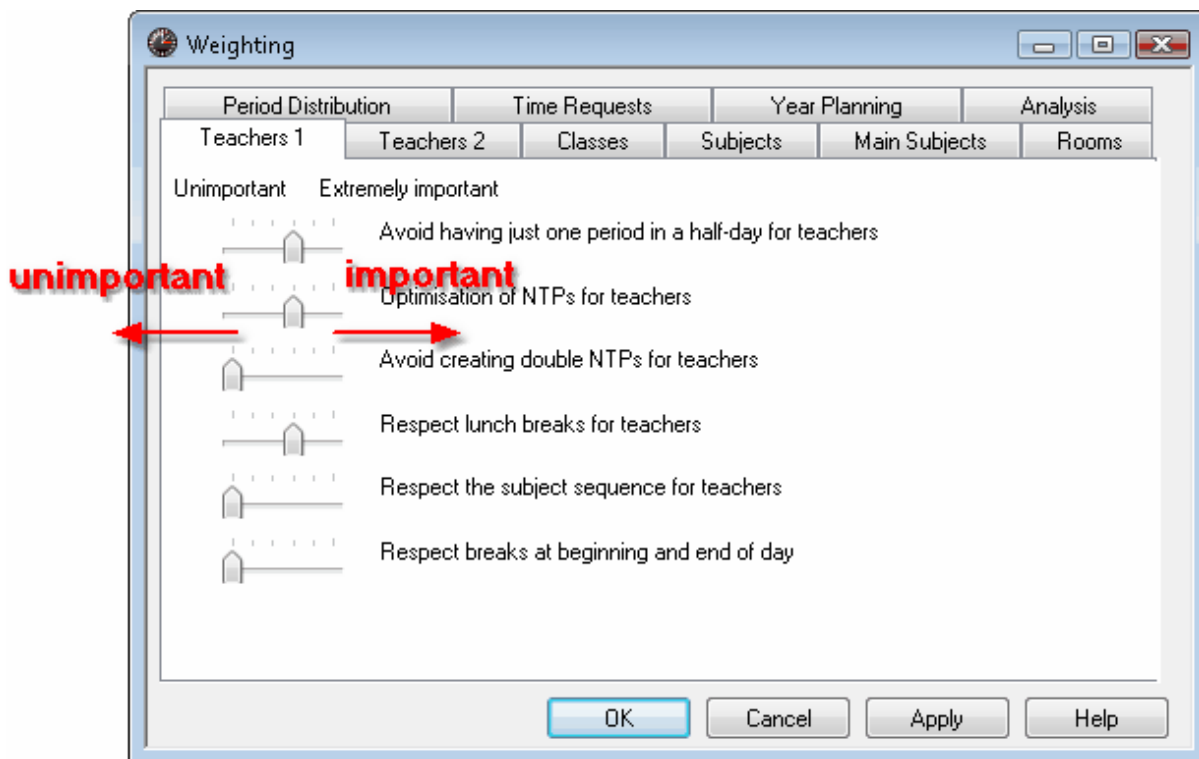 Weighting
Period Distribution Time Requests Year Planning Analysis
Teachers 1 Teachers 2 Classes Subjects Main Subjects Rooms
Unimportant Extremely important
Avoid having just one period in a half-day for teachers
unimportant important
Optimisation of NTPs for teachers
Avoid creating double NTPs for teachers
Respect lunch breaks for teachers
Respect the subject sequence for teachers
Respect breaks at beginning and end of day
OK Cancel Apply Help